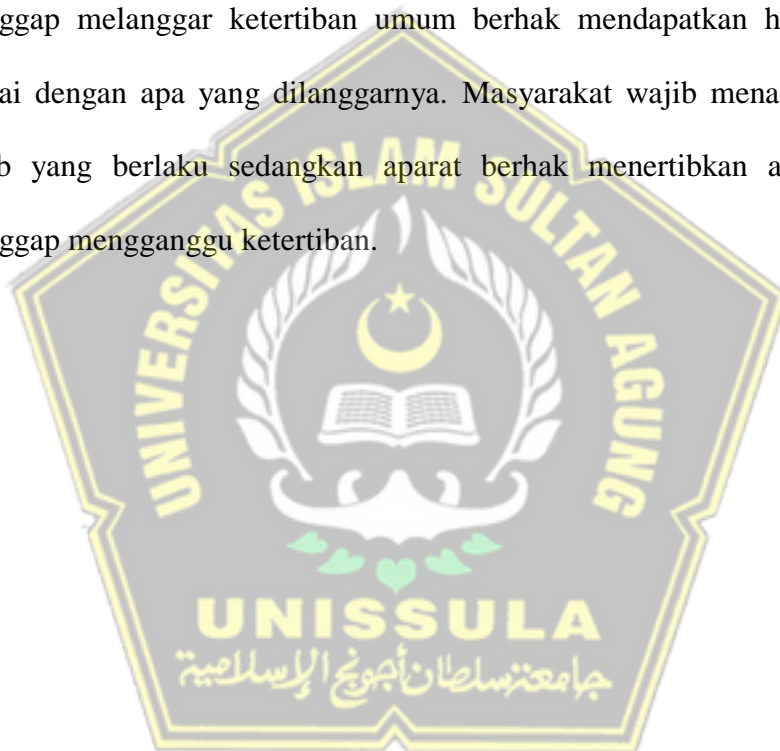 ggap melanggar ketertiban umum berhak mendapatkan h
ai dengan apa yang dilanggarnya. Masyarakat wajib mena
b yang berlaku sedangkan aparat berhak menertibkan a
ggap mengganggu ketertiban.
UNIVERSITAS ISLAM SULTAN AGUNG
UNISSULA
جامعة سلطان أجونج الإسلامية